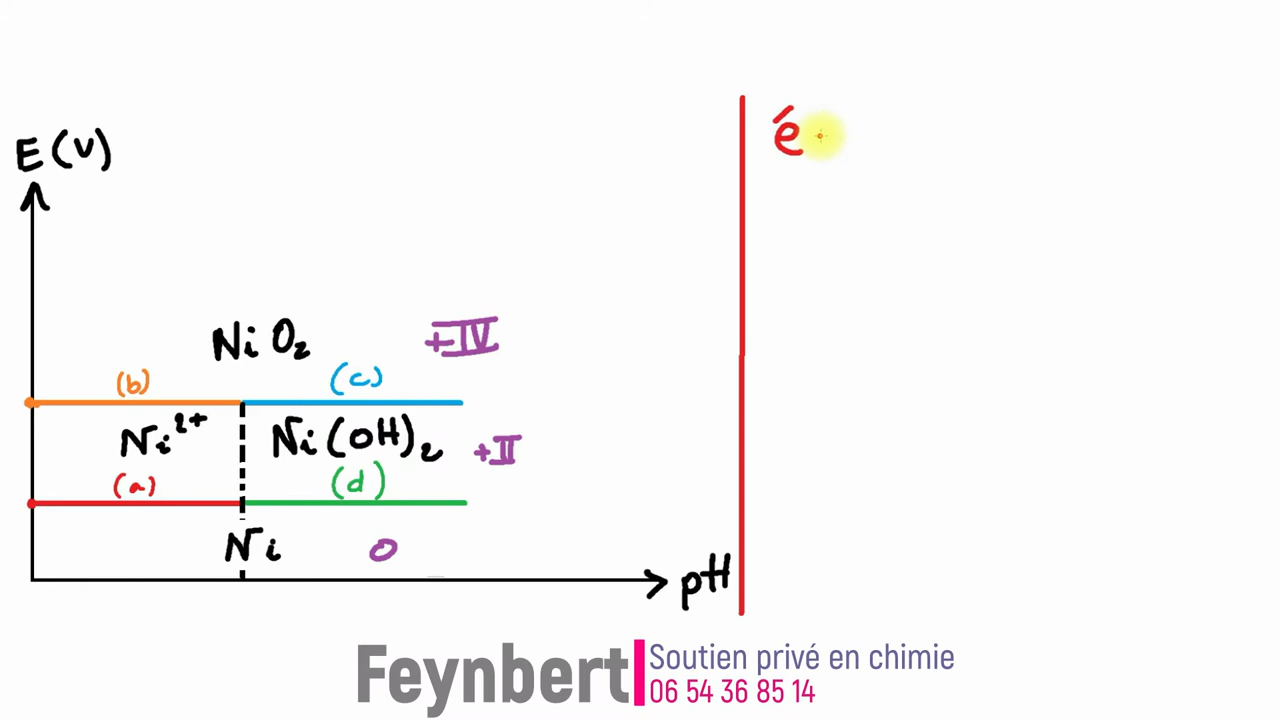 E (V)
é
NiO₂ +IV
(b) (c)
Ni²⁺ Ni(OH)₂ +II
(a) (d)
Ni 0
pH
Feynbert
Soutien privé en chimie
06 54 36 85 14